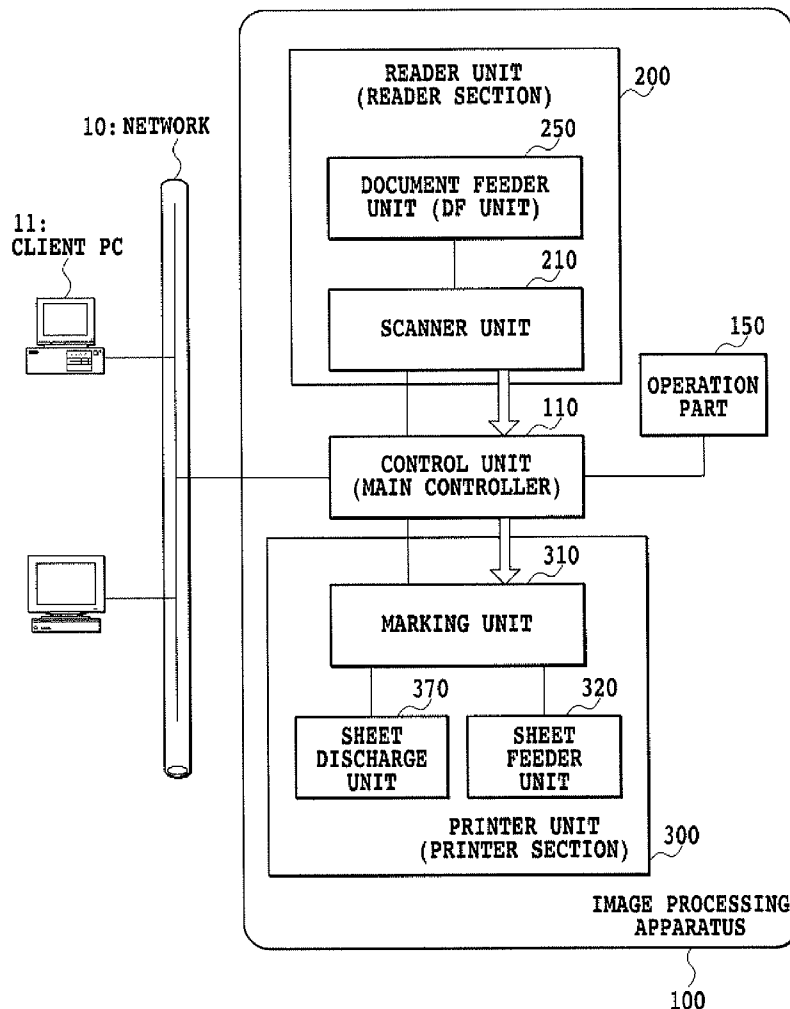 READER UNIT
(READER SECTION)
200
10: NETWORK
250
DOCUMENT FEEDER
UNIT (DF UNIT)
11:
CLIENT PC
210
SCANNER UNIT
150
OPERATION
PART
110
CONTROL UNIT
(MAIN CONTROLLER)
310
MARKING UNIT
370
320
SHEET
DISCHARGE
UNIT
SHEET
FEEDER
UNIT
PRINTER UNIT
(PRINTER SECTION)
300
IMAGE PROCESSING
APPARATUS
100